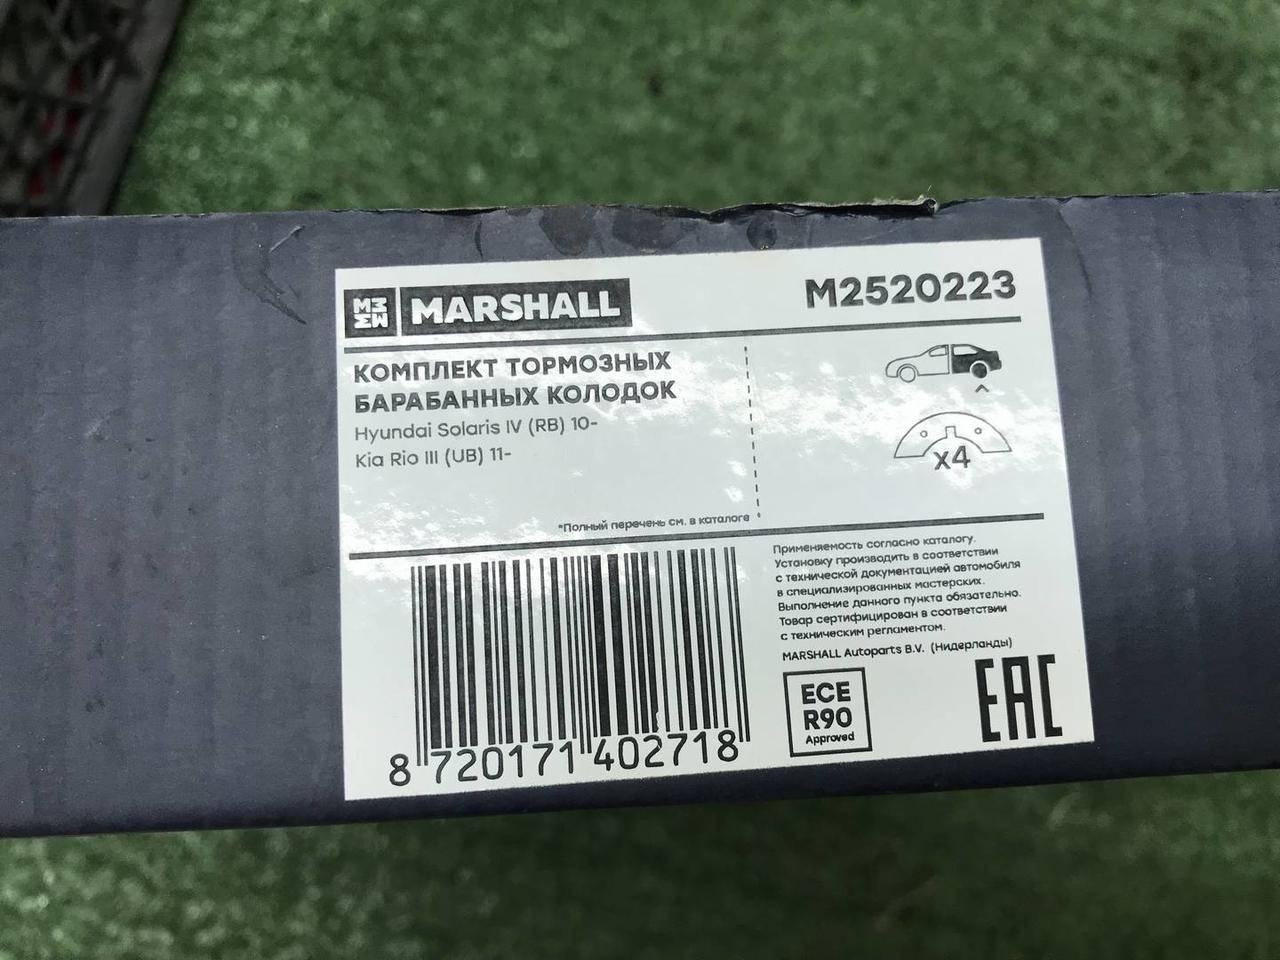 MARSHALL
M2520223
КОМПЛЕКТ ТОРМОЗНЫХ
БАРАБАННЫХ КОЛОДОК
Hyundai Solaris IV (RB) 10-
Kia Rio III (UB) 11-
x4
*Полный перечень см. в каталоге
Применяемость согласно каталогу.
Установку производить в соответствии
с технической документацией автомобиля
в специализированных мастерских.
Выполнение данного пункта обязательно.
Товар сертифицирован в соответствии
с техническим регламентом.
MARSHALL Autoparts B.V. (Нидерланды)
ECE
R90
Approved
EAC
8 720171 402718